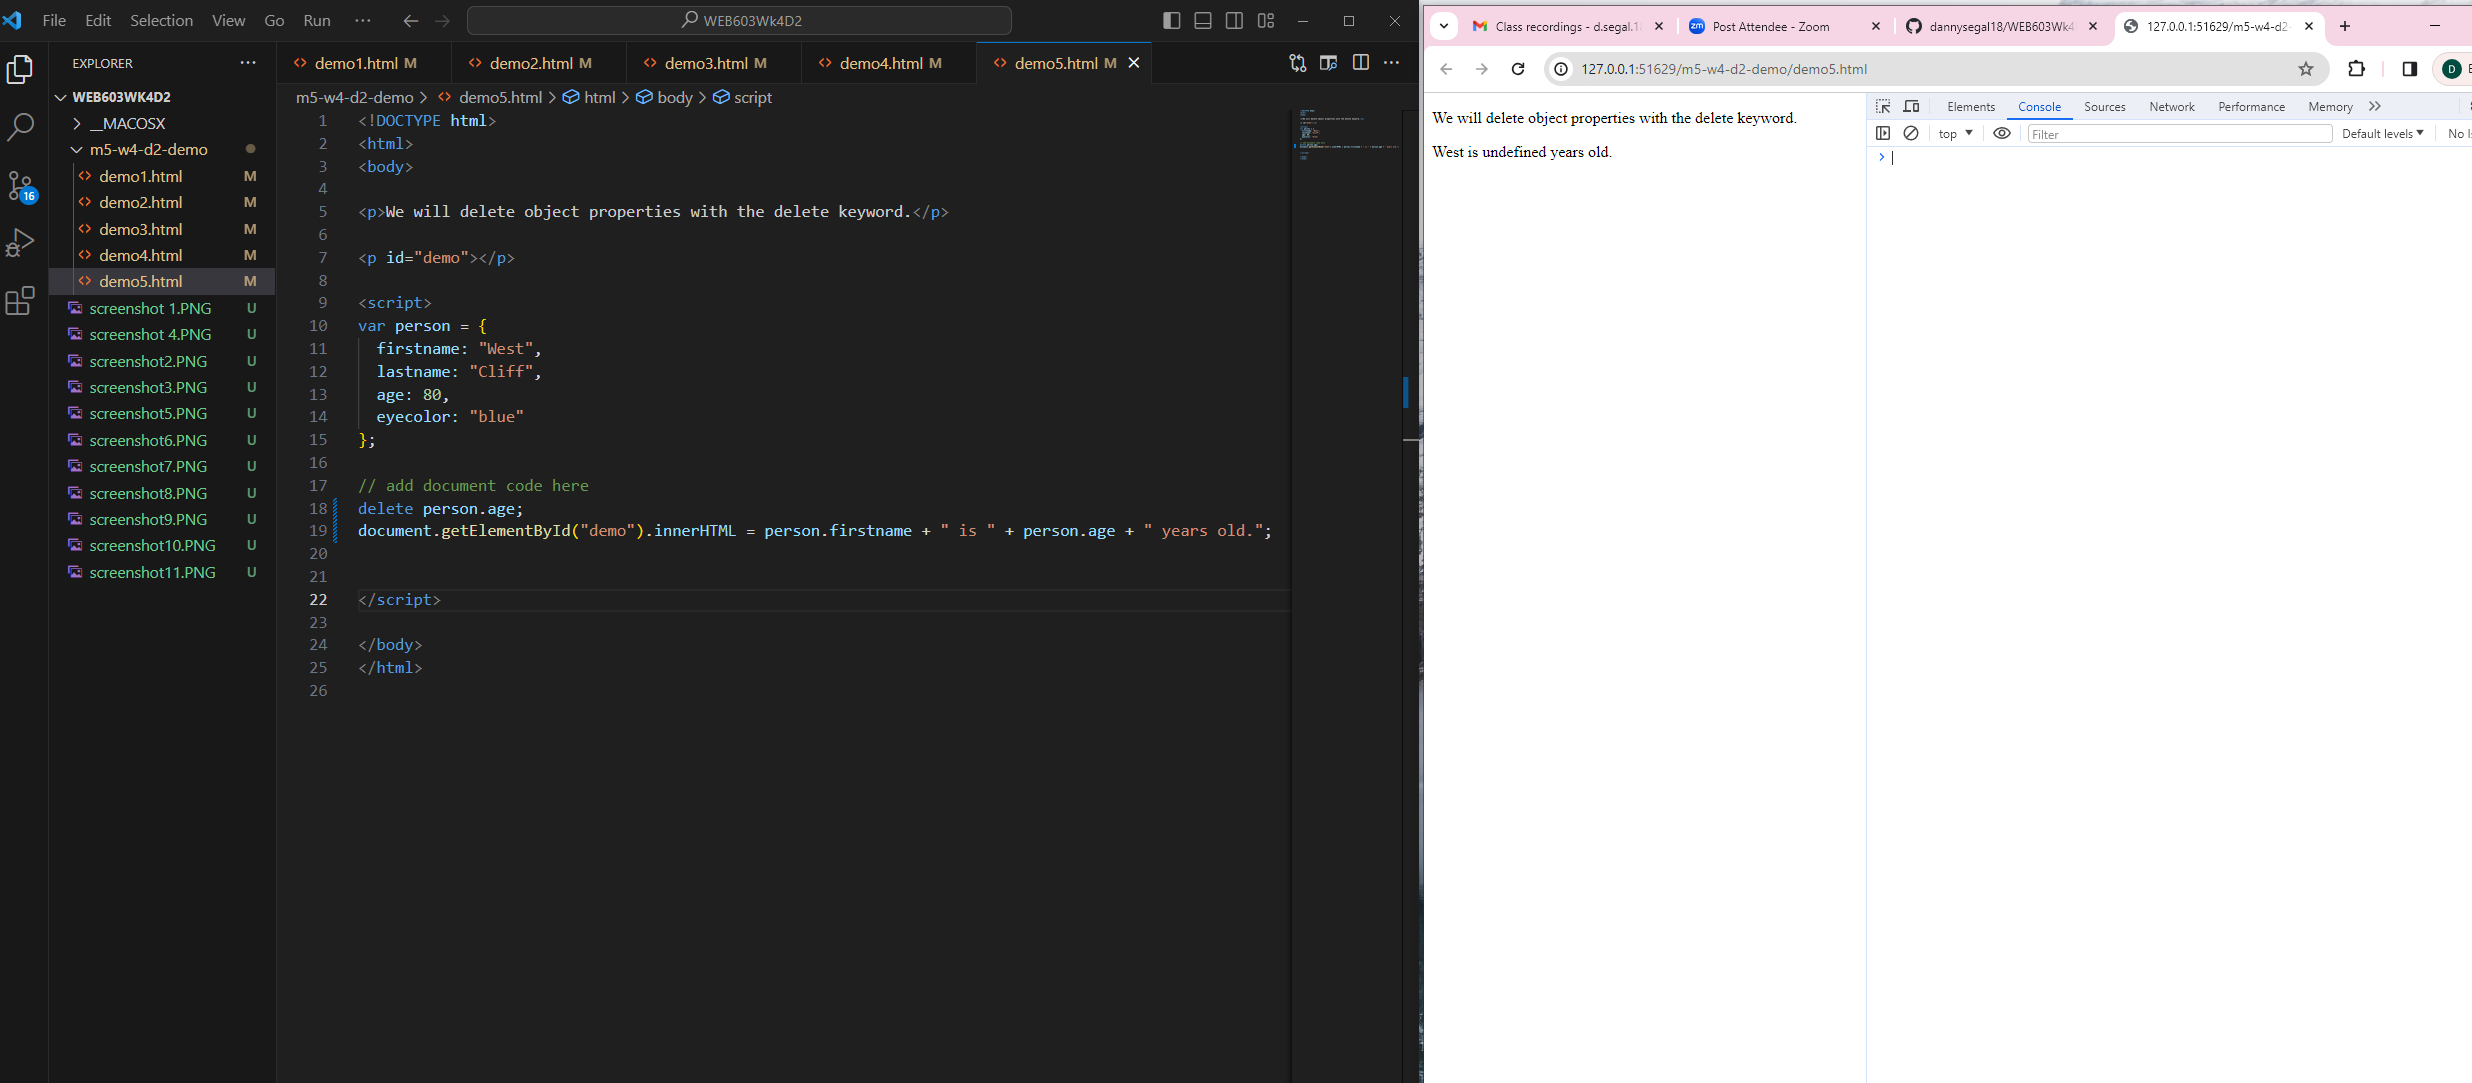 File Edit Selection View Go Run ··· WEB603Wk4D2
EXPLORER ···
WEB603WK4D2
__MACOSX
m5-w4-d2-demo
demo1.html M
demo2.html M
demo3.html M
demo4.html M
demo5.html M
screenshot 1.PNG U
screenshot 4.PNG U
screenshot2.PNG U
screenshot3.PNG U
screenshot5.PNG U
screenshot6.PNG U
screenshot7.PNG U
screenshot8.PNG U
screenshot9.PNG U
screenshot10.PNG U
screenshot11.PNG U
16
demo1.html M demo2.html M demo3.html M demo4.html M demo5.html M
m5-w4-d2-demo > demo5.html > html > body > script
1 <!DOCTYPE html>
2 <html>
3 <body>
4
5 <p>We will delete object properties with the delete keyword.</p>
6
7 <p id="demo"></p>
8
9 <script>
10 var person = {
11 firstname: "West",
12 lastname: "Cliff",
13 age: 80,
14 eyecolor: "blue"
15 };
16
17 // add document code here
18 delete person.age;
19 document.getElementById("demo").innerHTML = person.firstname + " is " + person.age + " years old.";
20
21
22 </script>
23
24 </body>
25 </html>
26
Class recordings - d.segal.1 Post Attendee - Zoom dannysegal18/WEB603Wk4 127.0.0.1:51629/m5-w4-d2-
127.0.0.1:51629/m5-w4-d2-demo/demo5.html D
We will delete object properties with the delete keyword.
West is undefined years old.
Elements Console Sources Network Performance Memory >>
top Filter Default levels No
>